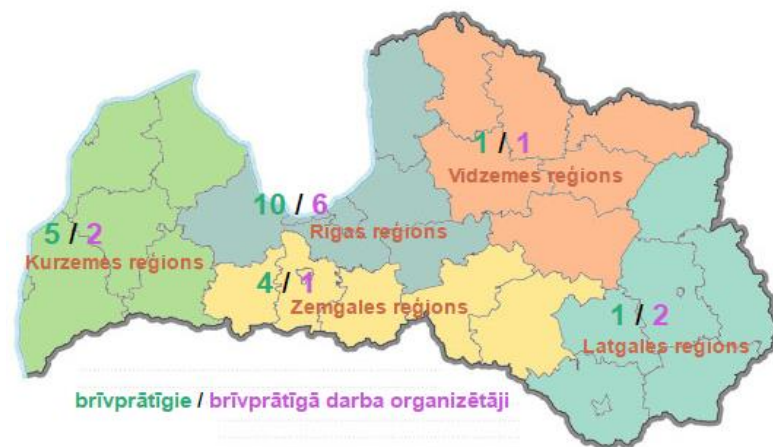 1 / 1
Vidzemes reģions
10 / 6
Rīgas reģions
5 / 2
Kurzemes reģions
4 / 1
Zemgales reģions
1 / 2
Latgales reģions
brīvprātīgie / brīvprātīgā darba organizētāji